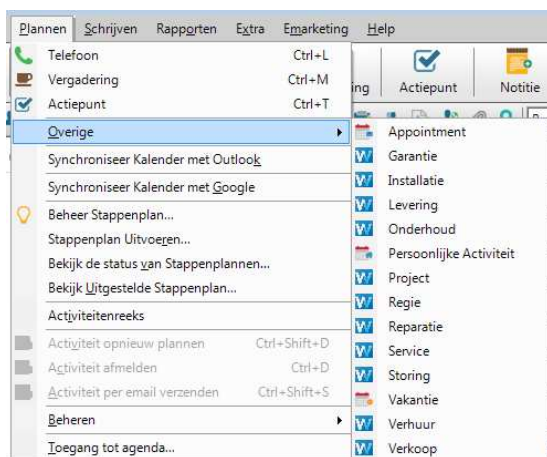 Plannen Schrijven Rapporten Extra Emarketing Help
Telefoon Ctrl+L
Vergadering Ctrl+M
Actiepunt Ctrl+T
Actiepunt Notitie
Overige
Synchroniseer Kalender met Outlook
Synchroniseer Kalender met Google
Beheer Stappenplan...
Stappenplan Uitvoeren...
Bekijk de status van Stappenplannen...
Bekijk Uitgestelde Stappenplan...
Activiteitenreeks
Activiteit opnieuw plannen Ctrl+Shift+D
Activiteit afmelden Ctrl+D
Activiteit per email verzenden Ctrl+Shift+S
Beheren
Toegang tot agenda...
Appointment
Garantie
Installatie
Levering
Onderhoud
Persoonlijke Activiteit
Project
Regie
Reparatie
Service
Storing
Vakantie
Verhuur
Verkoop